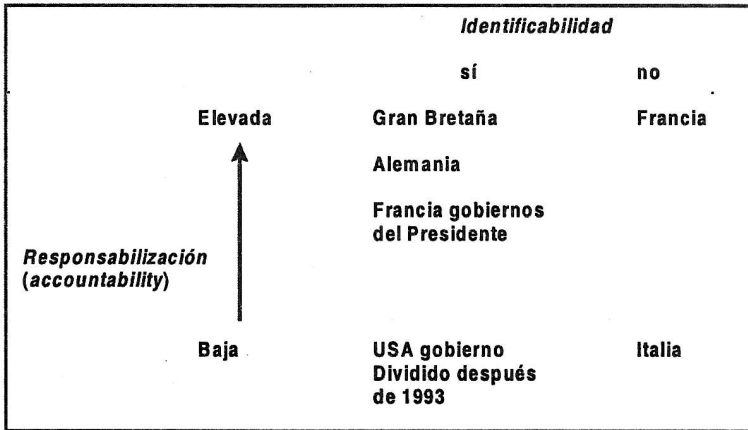 Identificabilidad
sí no
Elevada Gran Bretaña Francia
Alemania
Francia gobiernos
del Presidente
Responsabilización
(accountability)
Baja USA gobierno Italia
Dividido después
de 1993